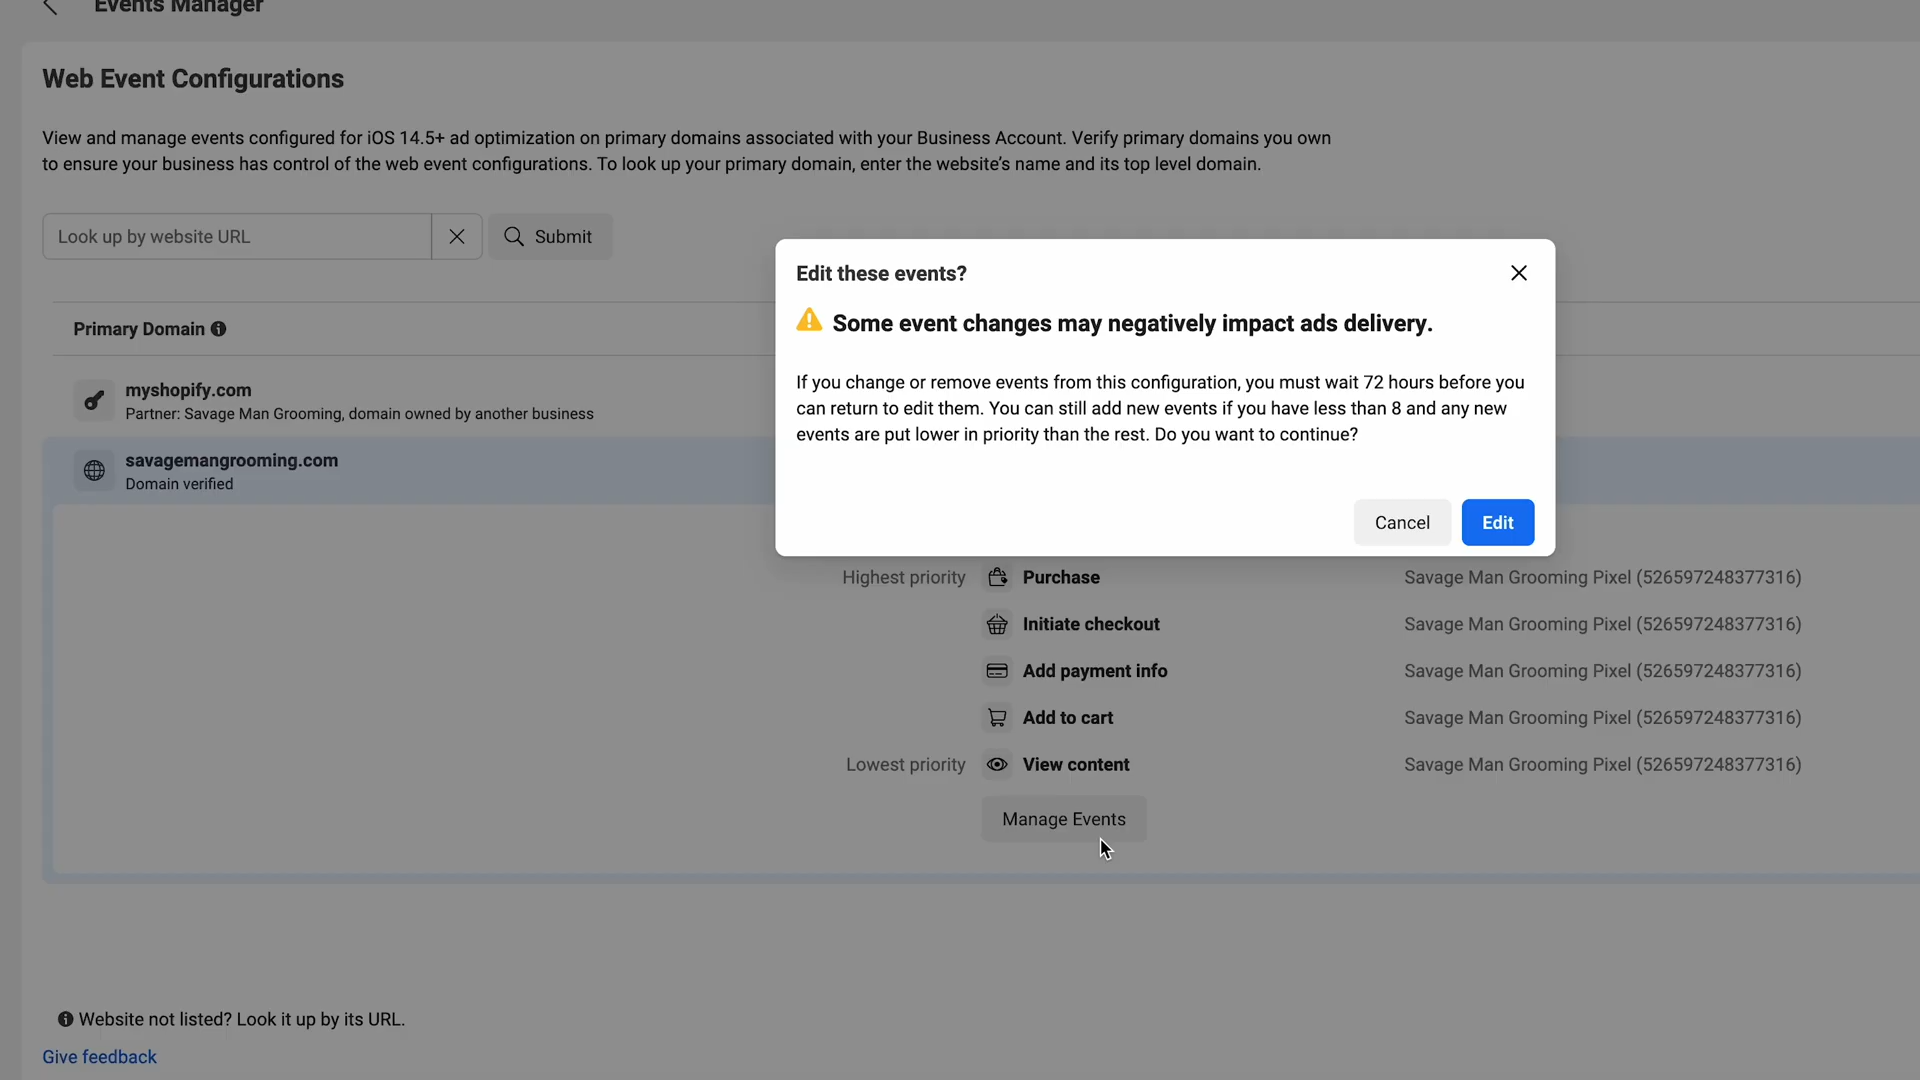 Events Manager
Web Event Configurations
View and manage events configured for iOS 14.5+ ad optimization on primary domains associated with your Business Account. Verify primary domains you own
to ensure your business has control of the web event configurations. To look up your primary domain, enter the website's name and its top level domain.
Look up by website URL
Submit
Edit these events?
Some event changes may negatively impact ads delivery.
If you change or remove events from this configuration, you must wait 72 hours before you
can return to edit them. You can still add new events if you have less than 8 and any new
events are put lower in priority than the rest. Do you want to continue?
Cancel
Edit
Primary Domain
myshopify.com
Partner: Savage Man Grooming, domain owned by another business
savagemangrooming.com
Domain verified
Highest priority Purchase Savage Man Grooming Pixel (526597248377316)
Initiate checkout Savage Man Grooming Pixel (526597248377316)
Add payment info Savage Man Grooming Pixel (526597248377316)
Add to cart Savage Man Grooming Pixel (526597248377316)
Lowest priority View content Savage Man Grooming Pixel (526597248377316)
Manage Events
Website not listed? Look it up by its URL.
Give feedback